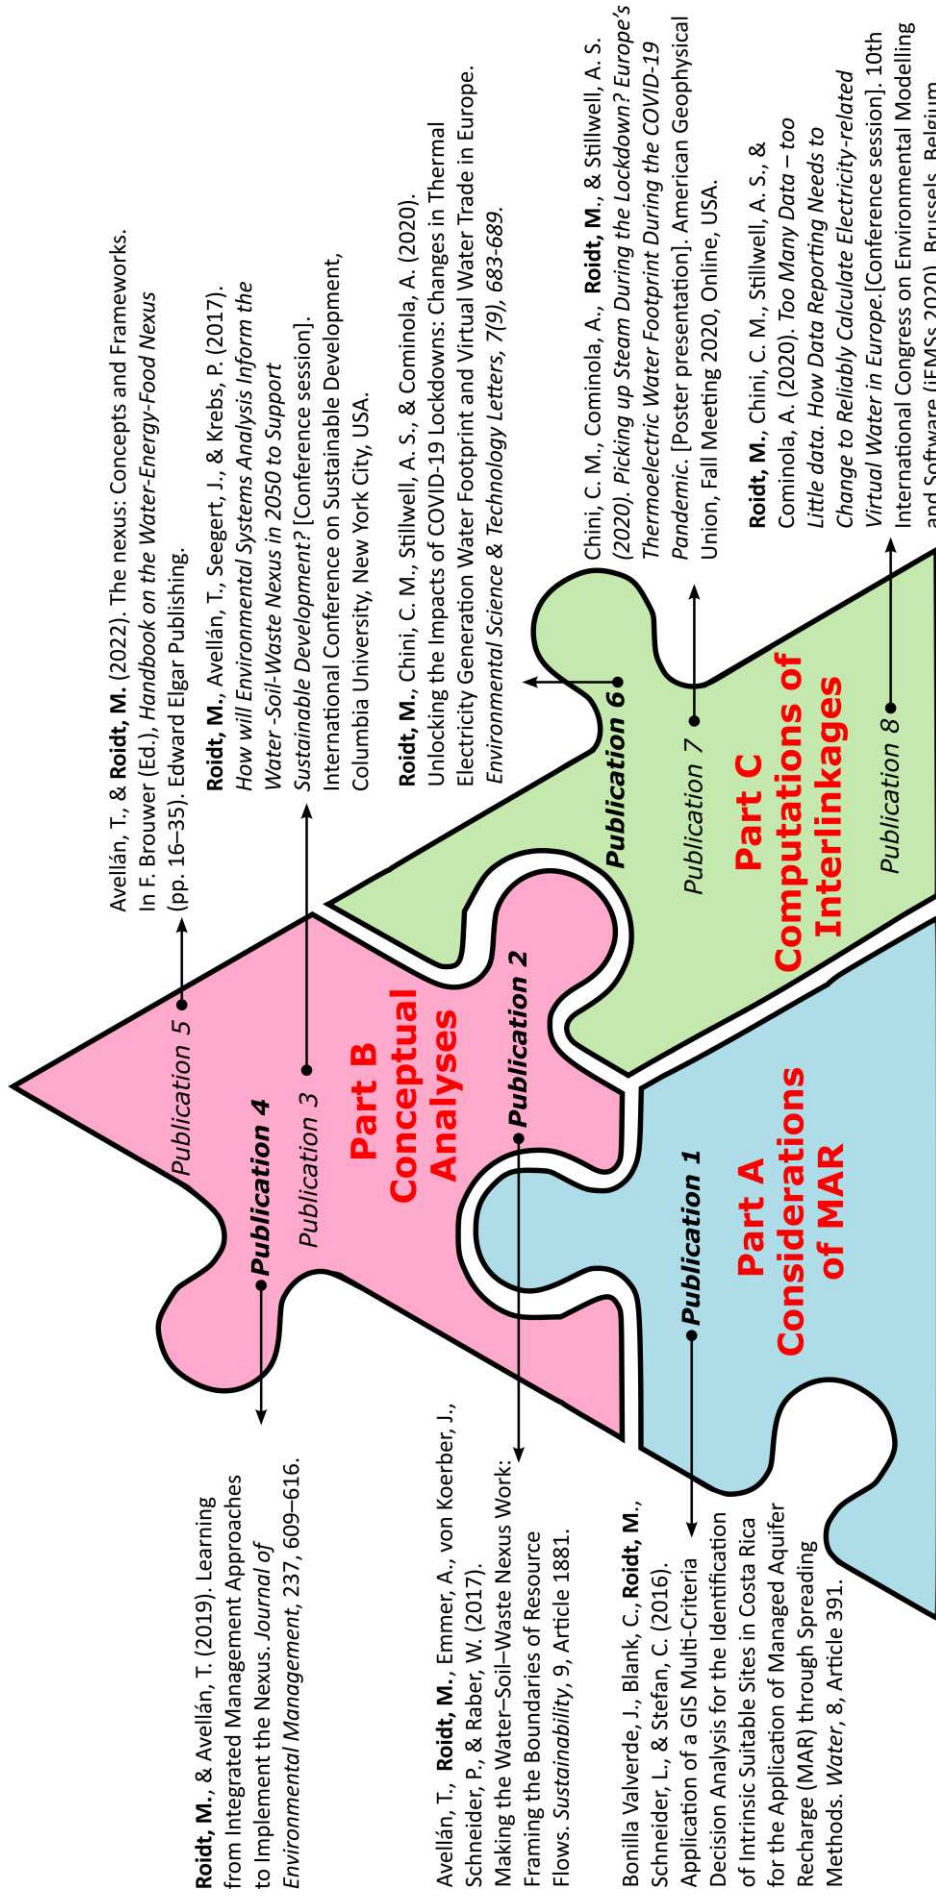 Avellán, T., & Roidt, M. (2022). The nexus: Concepts and Frameworks.
In F. Brouwer (Ed.), Handbook on the Water-Energy-Food Nexus
(pp. 16–35). Edward Elgar Publishing.
Roidt, M., Avellán, T., Seegert, J., & Krebs, P. (2017).
How will Environmental Systems Analysis Inform the
Water -Soil-Waste Nexus in 2050 to Support
Sustainable Development? [Conference session].
International Conference on Sustainable Development,
Columbia University, New York City, USA.
Roidt, M., Chini, C. M., Stillwell, A. S., & Cominola, A. (2020).
Unlocking the Impacts of COVID-19 Lockdowns: Changes in Thermal
Electricity Generation Water Footprint and Virtual Water Trade in Europe.
Environmental Science & Technology Letters, 7(9), 683-689.
Chini, C. M., Cominola, A., Roidt, M., & Stillwell, A. S.
(2020). Picking up Steam During the Lockdown? Europe's
Thermoelectric Water Footprint During the COVID-19
Pandemic. [Poster presentation]. American Geophysical
Union, Fall Meeting 2020, Online, USA.
Roidt, M., Chini, C. M., Stillwell, A. S., &
Cominola, A. (2020). Too Many Data – too
Little data. How Data Reporting Needs to
Change to Reliably Calculate Electricity-related
Virtual Water in Europe.[Conference session]. 10th
International Congress on Environmental Modelling
and Software (iEMSs 2020), Brussels, Belgium
Publication 5
Publication 4
Publication 3
Part B
Conceptual
Analyses
Publication 2
Publication 6
Publication 7
Part C
Computations of
Interlinkages
Publication 8
Publication 1
Part A
Considerations
of MAR
Roidt, M., & Avellán, T. (2019). Learning
from Integrated Management Approaches
to Implement the Nexus. Journal of
Environmental Management, 237, 609–616.
Avellán, T., Roidt, M., Emmer, A., von Koerber, J.,
Schneider, P., & Raber, W. (2017).
Making the Water–Soil–Waste Nexus Work:
Framing the Boundaries of Resource
Flows. Sustainability, 9, Article 1881.
Bonilla Valverde, J., Blank, C., Roidt, M.,
Schneider, L., & Stefan, C. (2016).
Application of a GIS Multi-Criteria
Decision Analysis for the Identification
of Intrinsic Suitable Sites in Costa Rica
for the Application of Managed Aquifer
Recharge (MAR) through Spreading
Methods. Water, 8, Article 391.